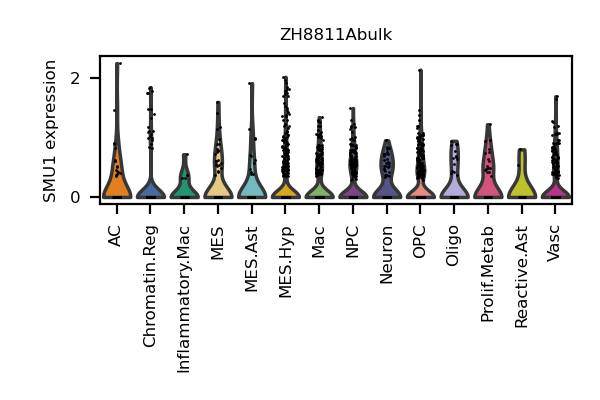 ZH8811Abulk
SMU1 expression
2
0
AC
Chromatin.Reg
Inflammatory.Mac
MES
MES.Ast
MES.Hyp
Mac
NPC
Neuron
OPC
Oligo
Prolif.Metab
Reactive.Ast
Vasc